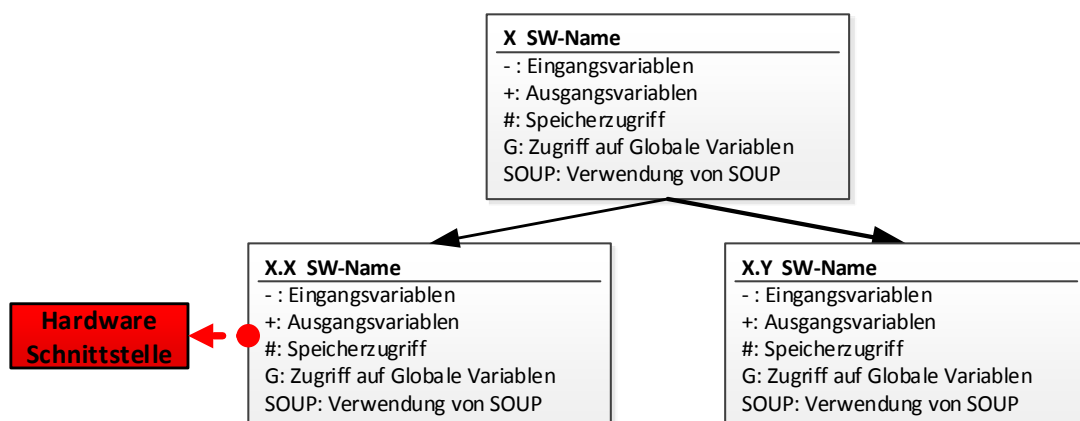 X SW-Name
- : Eingangsvariablen
+: Ausgangsvariablen
#: Speicherzugriff
G: Zugriff auf Globale Variablen
SOUP: Verwendung von SOUP
Hardware
Schnittstelle
X.X SW-Name
- : Eingangsvariablen
+: Ausgangsvariablen
#: Speicherzugriff
G: Zugriff auf Globale Variablen
SOUP: Verwendung von SOUP
X.Y SW-Name
- : Eingangsvariablen
+: Ausgangsvariablen
#: Speicherzugriff
G: Zugriff auf Globale Variablen
SOUP: Verwendung von SOUP